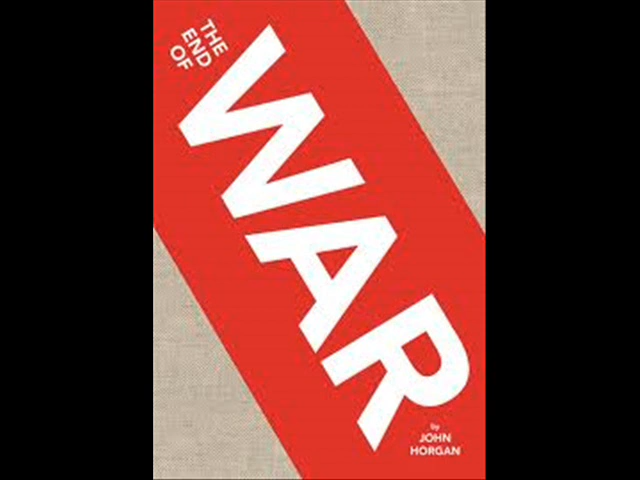 THE
END
OF
WAR
by
JOHN
HORGAN